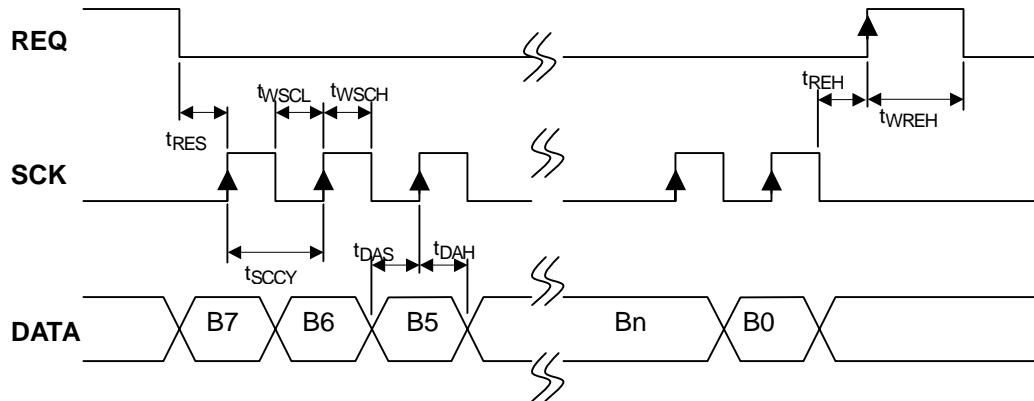 REQ
tREH
tWSCL tWSCH
tWREH
tRES
SCK
tDAS tDAH
tSCCY
DATA B7 B6 B5 Bn B0